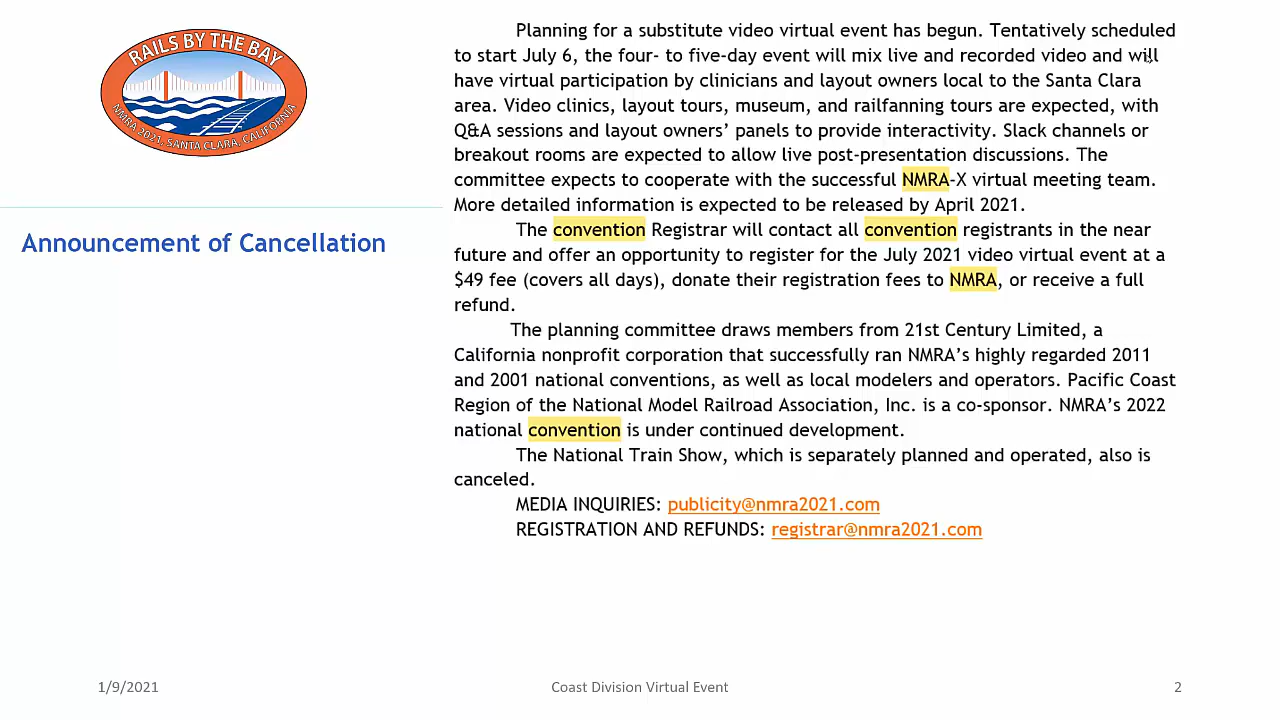 RAILS BY THE BAY
NMRA 2021, SANTA CLARA, CALIFORNIA
Announcement of Cancellation
Planning for a substitute video virtual event has begun. Tentatively scheduled
to start July 6, the four- to five-day event will mix live and recorded video and will
have virtual participation by clinicians and layout owners local to the Santa Clara
area. Video clinics, layout tours, museum, and railfanning tours are expected, with
Q&A sessions and layout owners’ panels to provide interactivity. Slack channels or
breakout rooms are expected to allow live post-presentation discussions. The
committee expects to cooperate with the successful NMRA-X virtual meeting team.
More detailed information is expected to be released by April 2021.
The convention Registrar will contact all convention registrants in the near
future and offer an opportunity to register for the July 2021 video virtual event at a
$49 fee (covers all days), donate their registration fees to NMRA, or receive a full
refund.
The planning committee draws members from 21st Century Limited, a
California nonprofit corporation that successfully ran NMRA’s highly regarded 2011
and 2001 national conventions, as well as local modelers and operators. Pacific Coast
Region of the National Model Railroad Association, Inc. is a co-sponsor. NMRA’s 2022
national convention is under continued development.
The National Train Show, which is separately planned and operated, also is
canceled.
MEDIA INQUIRIES: publicity@nmra2021.com
REGISTRATION AND REFUNDS: registrar@nmra2021.com
1/9/2021
Coast Division Virtual Event
2